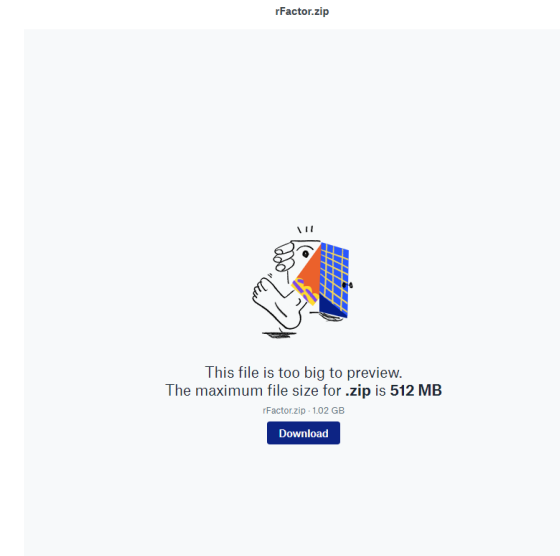 rFactor.zip
This file is too big to preview.
The maximum file size for .zip is 512 MB
rFactor.zip · 1.02 GB
Download